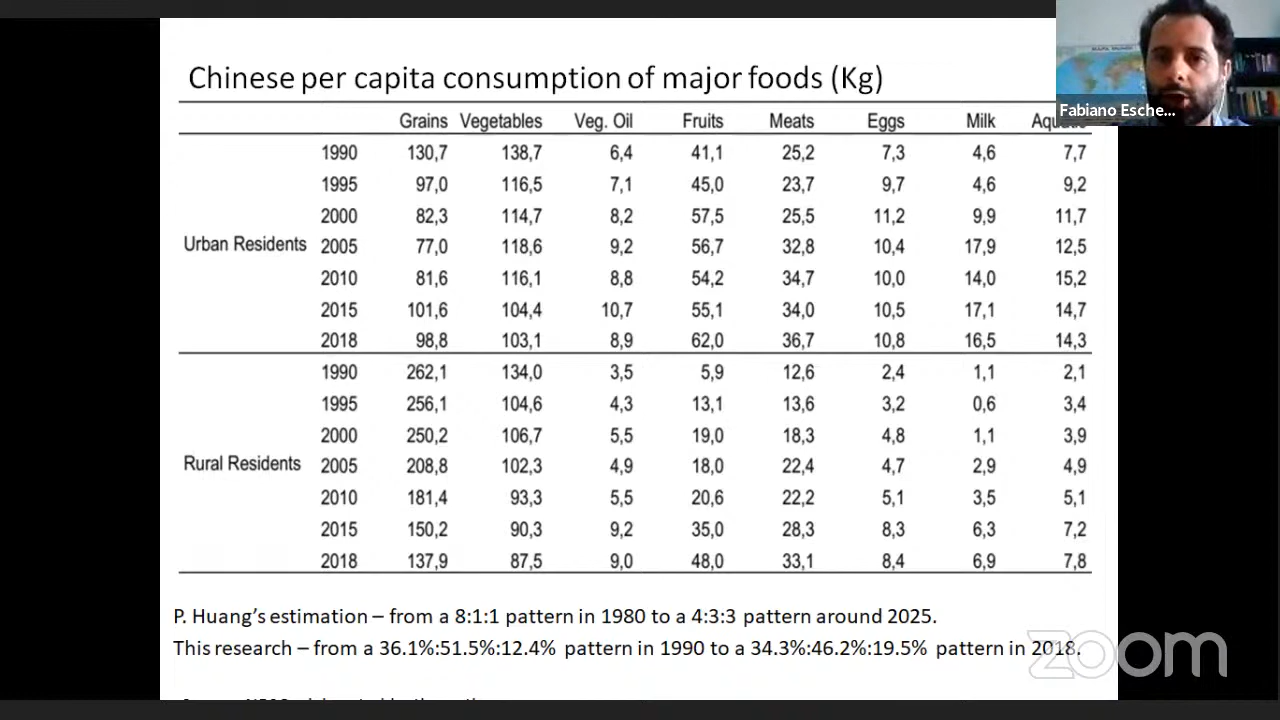 Chinese per capita consumption of major foods (Kg)
Fabiano Esche...
Grains Vegetables Veg. Oil Fruits Meats Eggs Milk
1990 130,7 138,7 6,4 41,1 25,2 7,3 4,6 7,7
1995 97,0 116,5 7,1 45,0 23,7 9,7 4,6 9,2
2000 82,3 114,7 8,2 57,5 25,5 11,2 9,9 11,7
Urban Residents 2005 77,0 118,6 9,2 56,7 32,8 10,4 17,9 12,5
2010 81,6 116,1 8,8 54,2 34,7 10,0 14,0 15,2
2015 101,6 104,4 10,7 55,1 34,0 10,5 17,1 14,7
2018 98,8 103,1 8,9 62,0 36,7 10,8 16,5 14,3
1990 262,1 134,0 3,5 5,9 12,6 2,4 1,1 2,1
1995 256,1 104,6 4,3 13,1 13,6 3,2 0,6 3,4
2000 250,2 106,7 5,5 19,0 18,3 4,8 1,1 3,9
Rural Residents 2005 208,8 102,3 4,9 18,0 22,4 4,7 2,9 4,9
2010 181,4 93,3 5,5 20,6 22,2 5,1 3,5 5,1
2015 150,2 90,3 9,2 35,0 28,3 8,3 6,3 7,2
2018 137,9 87,5 9,0 48,0 33,1 8,4 6,9 7,8
P. Huang's estimation – from a 8:1:1 pattern in 1980 to a 4:3:3 pattern around 2025.
This research – from a 36.1%:51.5%:12.4% pattern in 1990 to a 34.3%:46.2%:19.5% pattern in 2018.
zoom